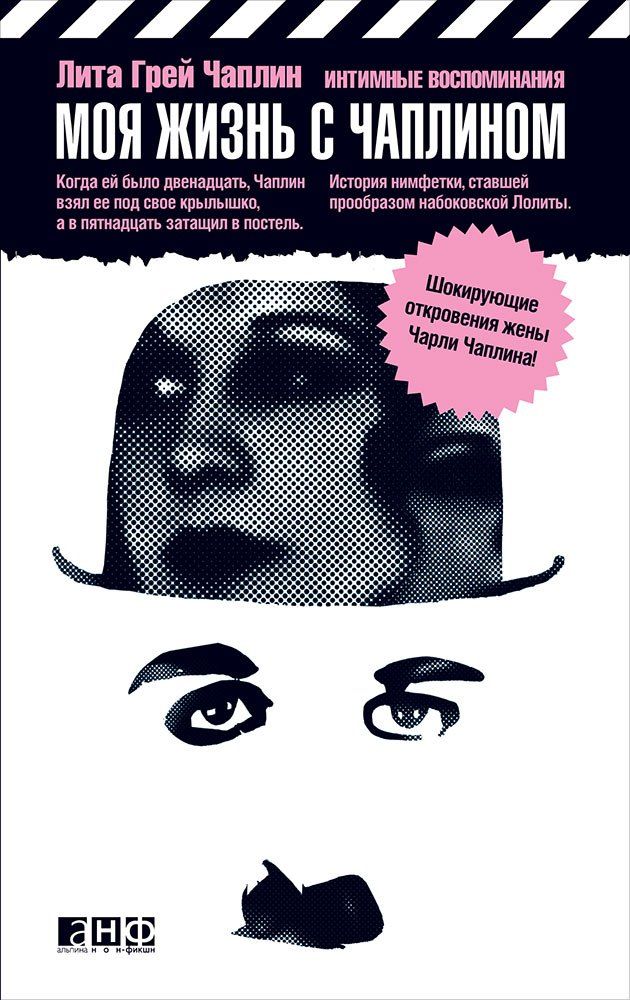 Лита Грей Чаплин
ИНТИМНЫЕ ВОСПОМИНАНИЯ
МОЯ ЖИЗНЬ С ЧАПЛИНОМ
Когда ей было двенадцать, Чаплин
взял ее под свое крылышко,
а в пятнадцать затащил в постель.
История нимфетки, ставшей
прообразом набоковской Лолиты.
Шокирующие
откровения жены
Чарли Чаплина!
анф
альпина нон-фикшн